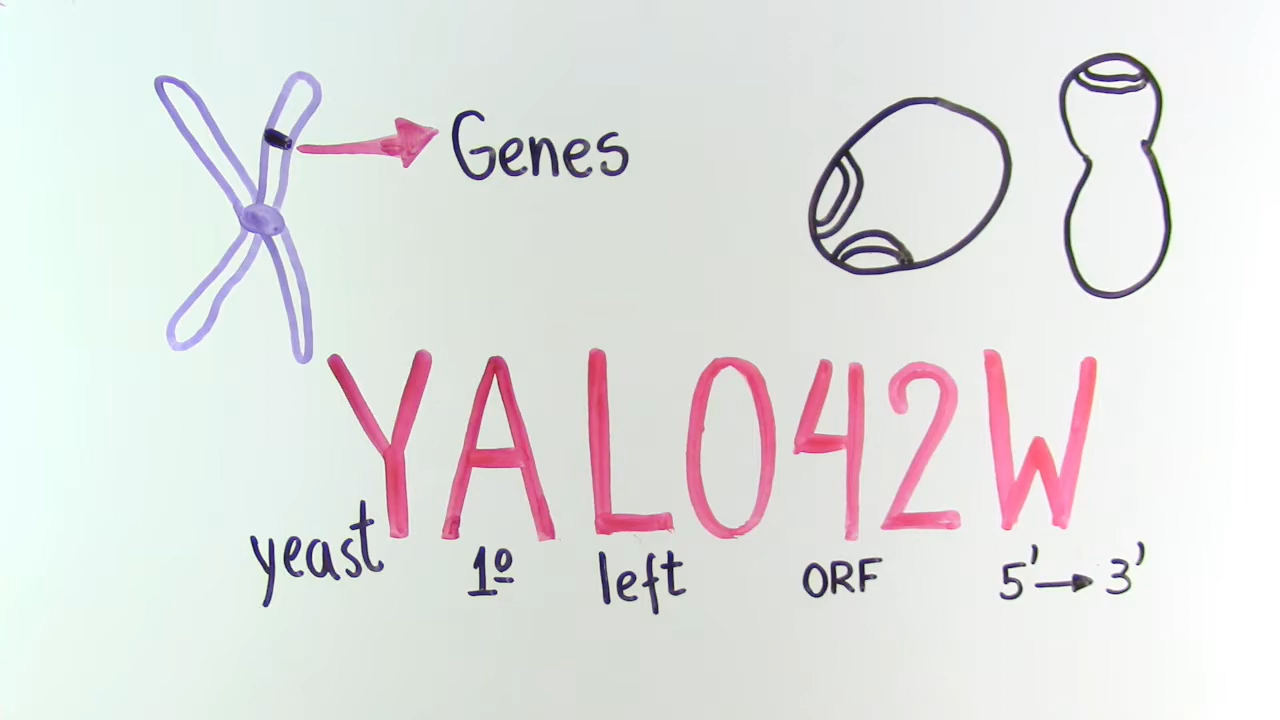 Genes
YAL042W
yeast 1º left ORF 5'→3'